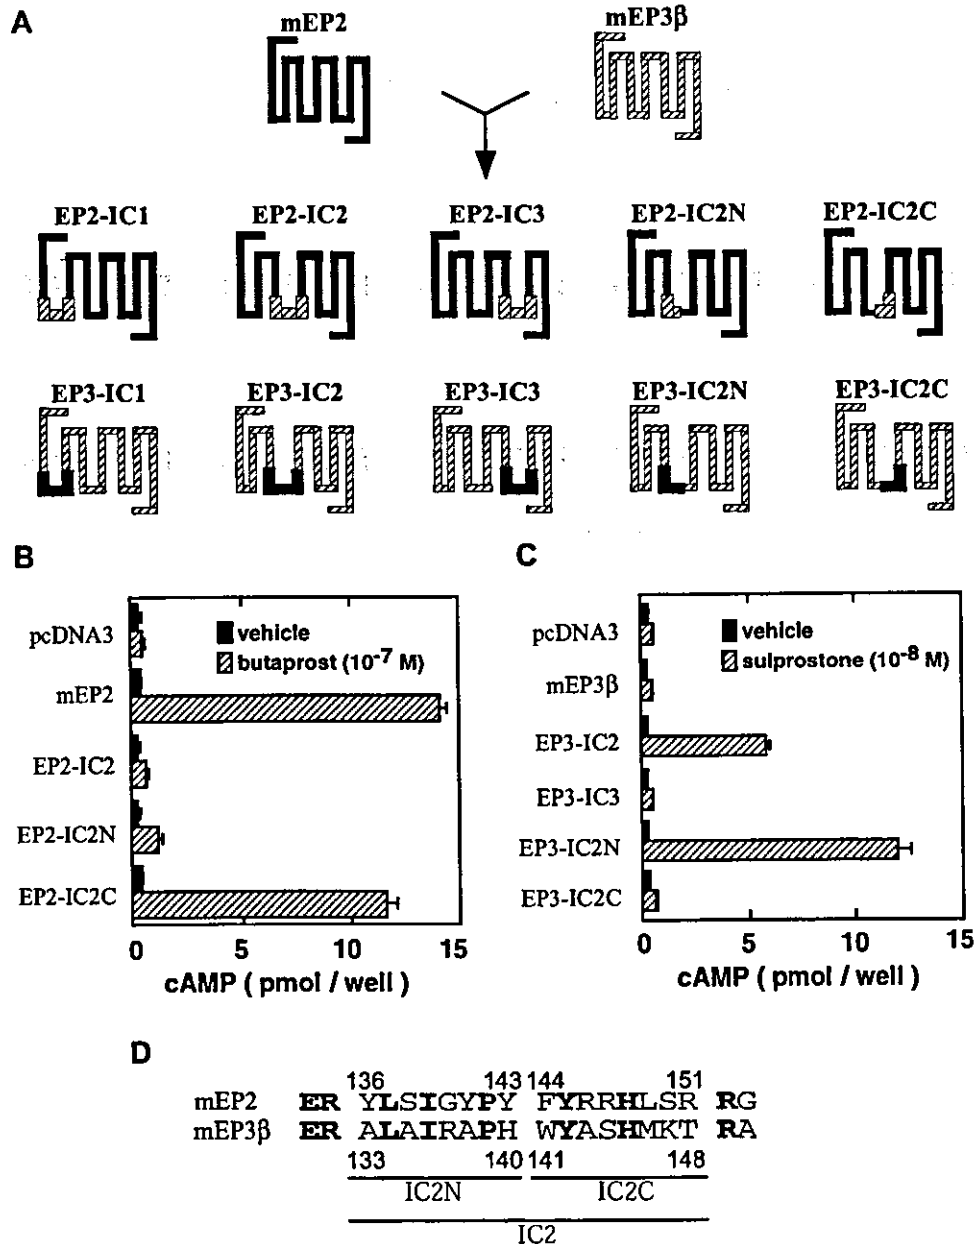 A
mEP2 mEP3β
EP2-IC1 EP2-IC2 EP2-IC3 EP2-IC2N EP2-IC2C
EP3-IC1 EP3-IC2 EP3-IC3 EP3-IC2N EP3-IC2C
B
pcDNA3
mEP2
EP2-IC2
EP2-IC2N
EP2-IC2C
vehicle
butaprost (10⁻⁷ M)
0 5 10 15
cAMP ( pmol / well )
C
pcDNA3
mEP3β
EP3-IC2
EP3-IC3
EP3-IC2N
EP3-IC2C
vehicle
sulprostone (10⁻⁸ M)
0 5 10 15
cAMP ( pmol / well )
D
136 143 144 151
mEP2 ER YLSIGYPY FYRRHLSR RG
mEP3β ER ALAIRAPH WYASHMKT RA
133 140 141 148
IC2N IC2C
IC2